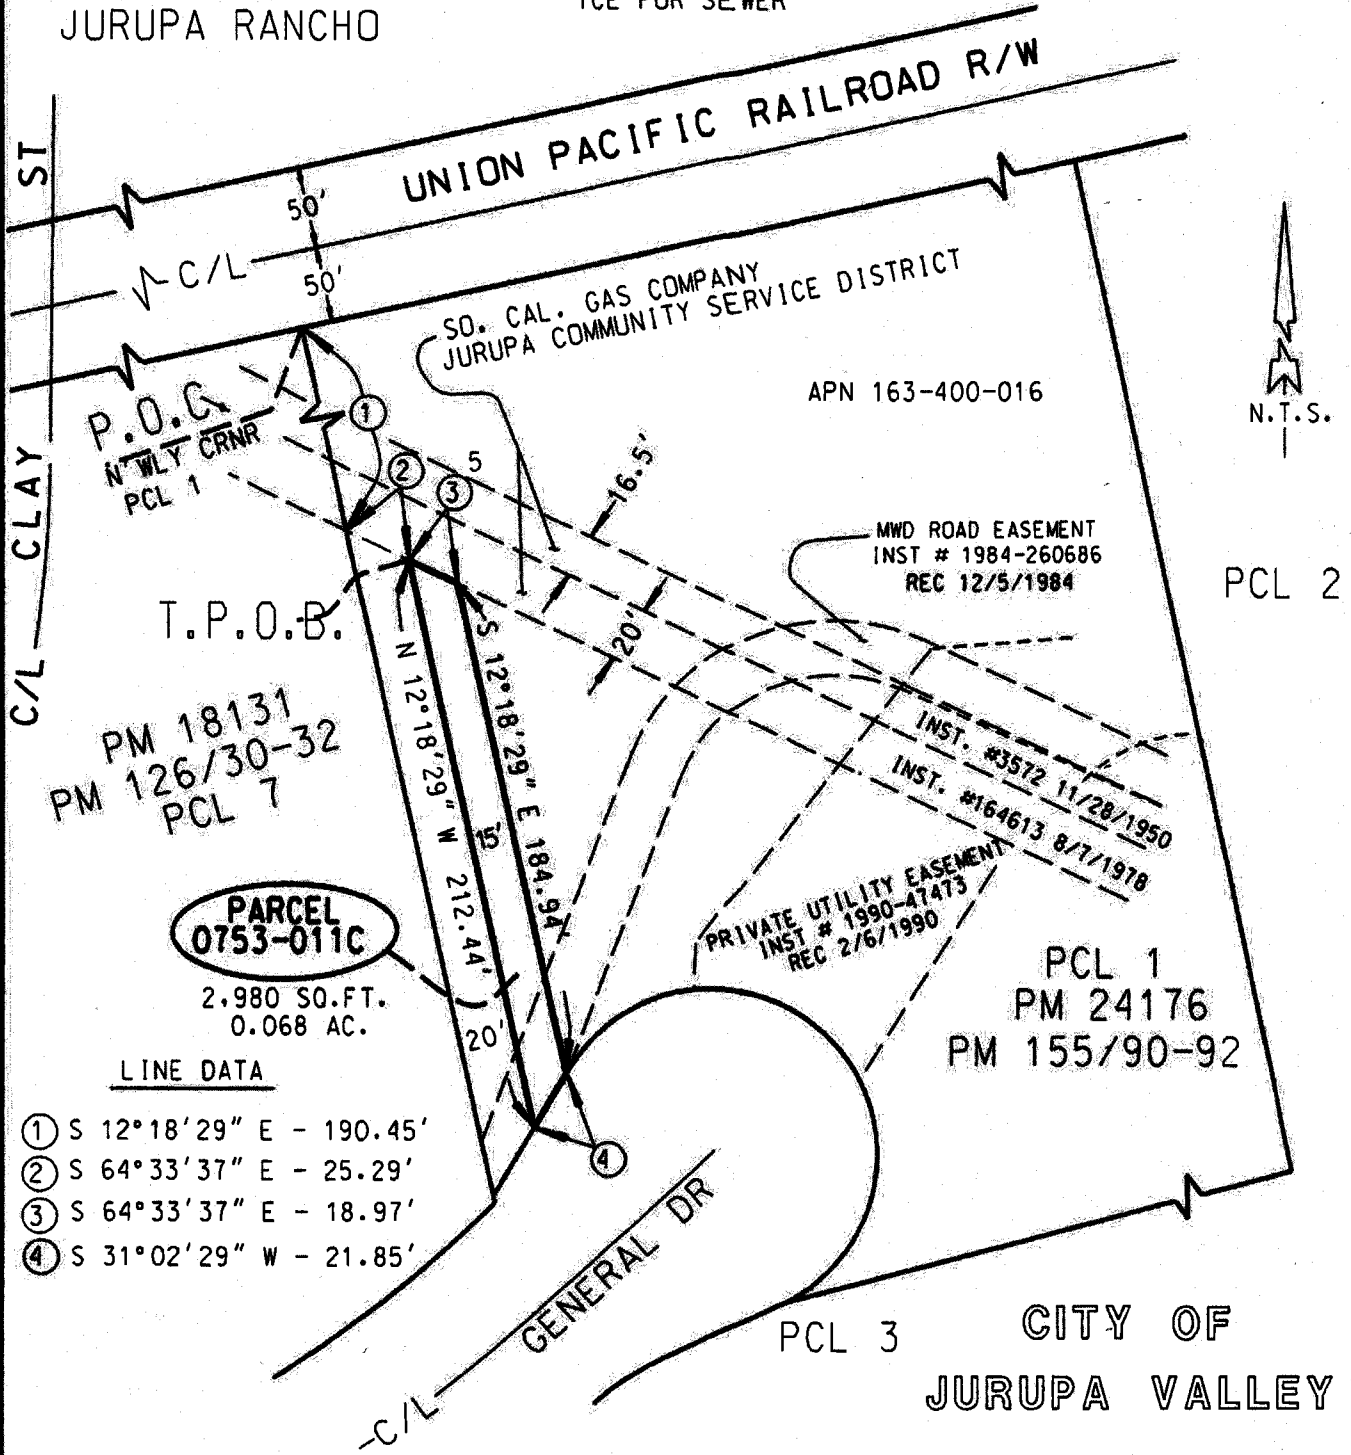 TCE FOR SEWER
JURUPA RANCHO
UNION PACIFIC RAILROAD R/W
ST
50'
C/L
50'
SO. CAL. GAS COMPANY
JURUPA COMMUNITY SERVICE DISTRICT
APN 163-400-016
N.T.S.
P.O.C.
N'WLY CRNR
PCL 1
1
2
3
5
16.5'
C/L CLAY
MWD ROAD EASEMENT
INST # 1984-260686
REC 12/5/1984
PCL 2
T.P.O.B.
20'
N 12°18'29" W 212.44'
S 12°18'29" E 184.94'
15'
PM 18131
PM 126/30-32
PCL 7
INST. #3572 11/28/1950
INST. #164613 8/7/1978
PRIVATE UTILITY EASEMENT
INST # 1990-47473
REC 2/6/1990
PARCEL
0753-011C
2.980 SQ.FT.
0.068 AC.
20'
PCL 1
PM 24176
PM 155/90-92
LINE DATA
1 S 12°18'29" E - 190.45'
2 S 64°33'37" E - 25.29'
3 S 64°33'37" E - 18.97'
4 S 31°02'29" W - 21.85'
4
GENERAL DR
C/L
PCL 3
CITY OF
JURUPA VALLEY